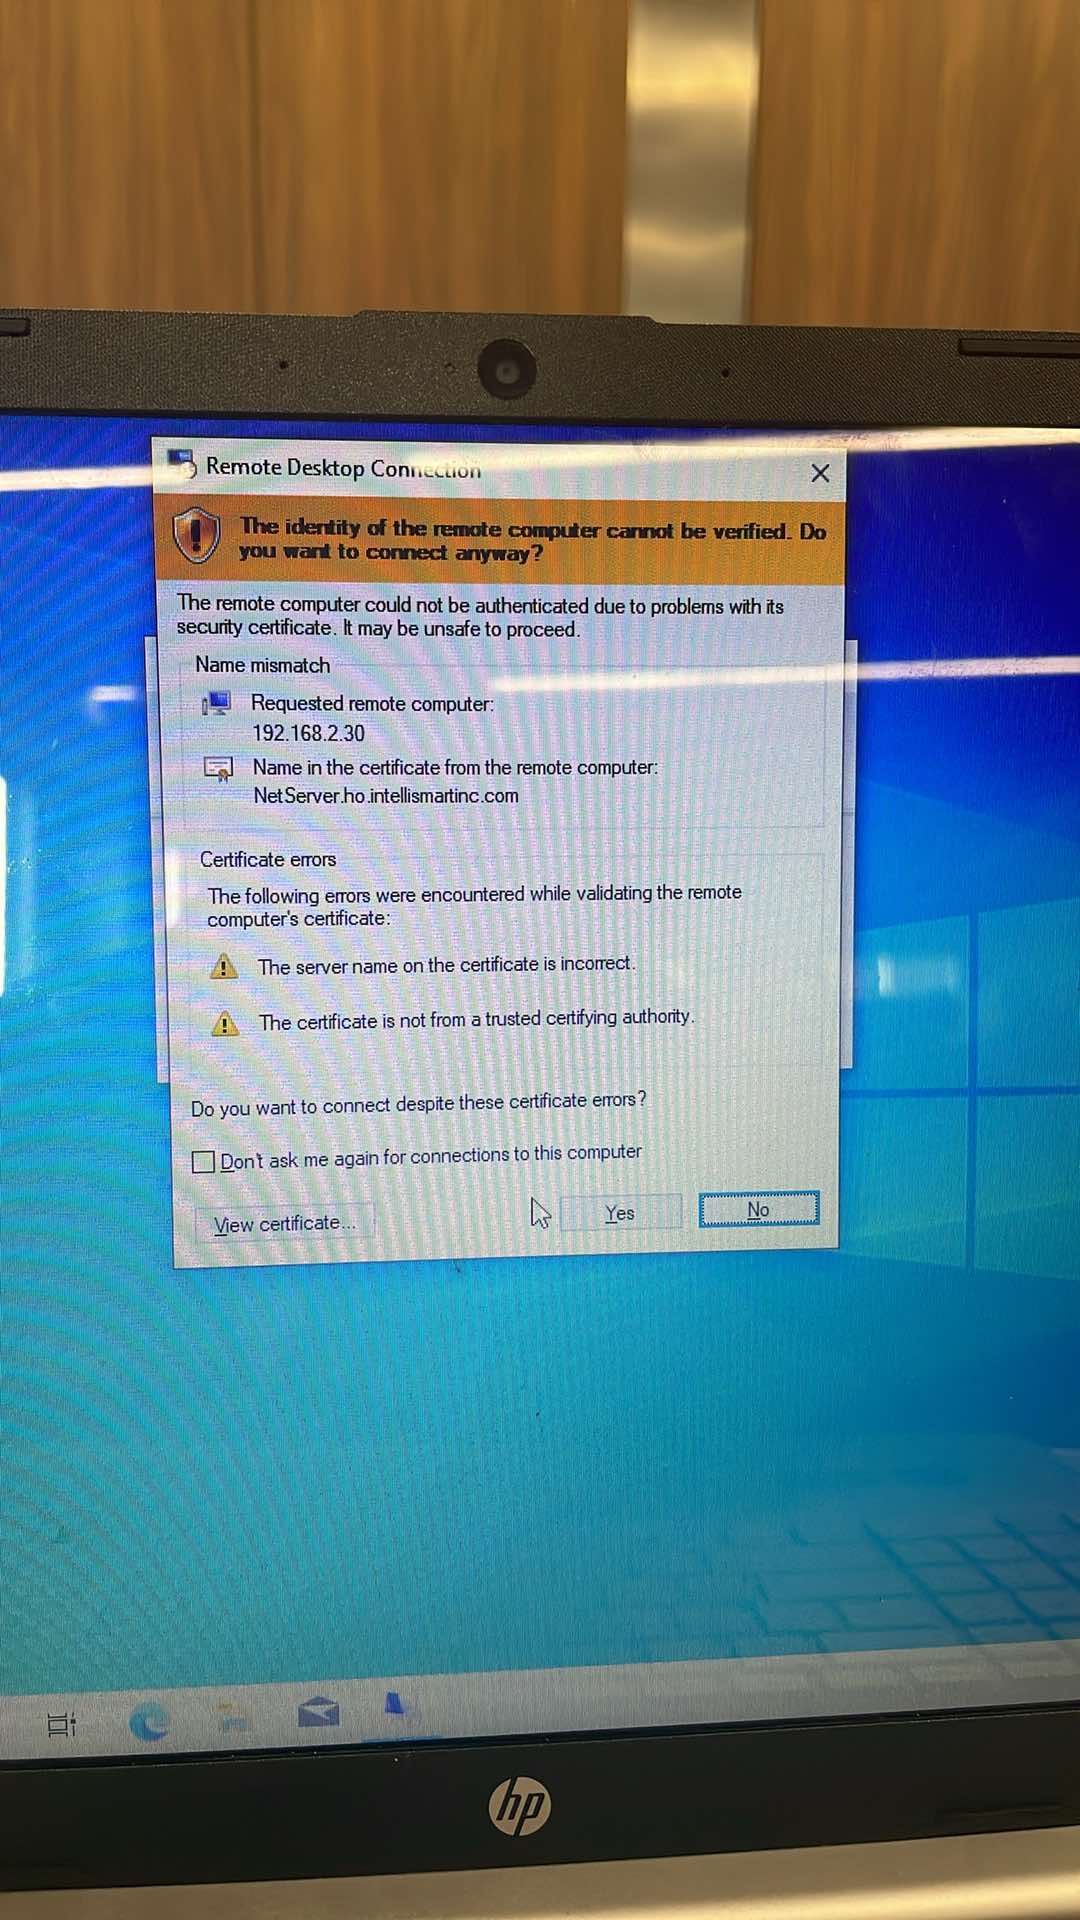 Remote Desktop Connection
The identity of the remote computer cannot be verified. Do
you want to connect anyway?
The remote computer could not be authenticated due to problems with its
security certificate. It may be unsafe to proceed.
Name mismatch
Requested remote computer:
192.168.2.30
Name in the certificate from the remote computer:
NetServer.ho.intellismartinc.com
Certificate errors
The following errors were encountered while validating the remote
computer's certificate:
The server name on the certificate is incorrect.
The certificate is not from a trusted certifying authority.
Do you want to connect despite these certificate errors?
Don't ask me again for connections to this computer
View certificate...
Yes
No
hp